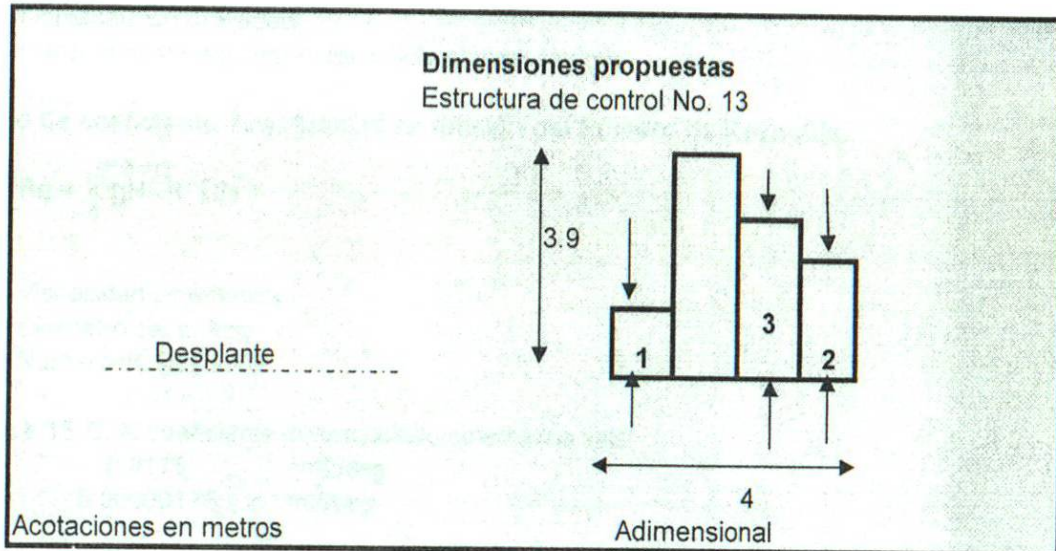 Dimensiones propuestas
Estructura de control No. 13
3.9
3
Desplante
1
2
4
Acotaciones en metros
Adimensional